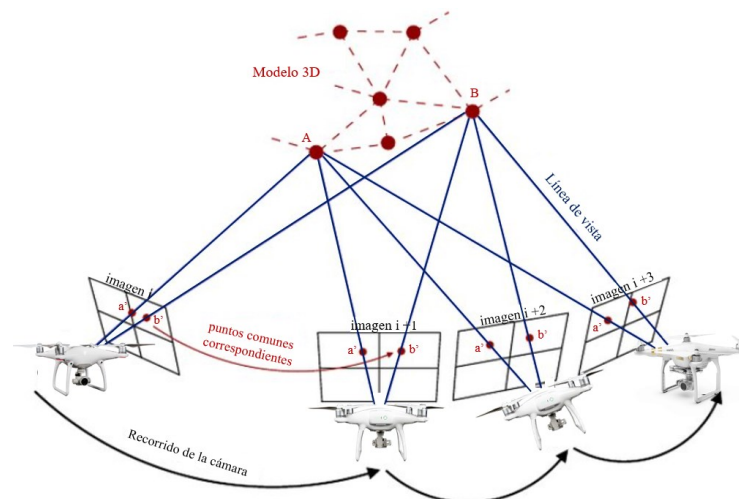 Modelo 3D
B
A
Línea de vista
imagen i
a'
b'
puntos comunes
correspondientes
imagen i +1
a'
b'
imagen i +2
a'
b'
imagen i +3
a'
b'
Recorrido de la cámara